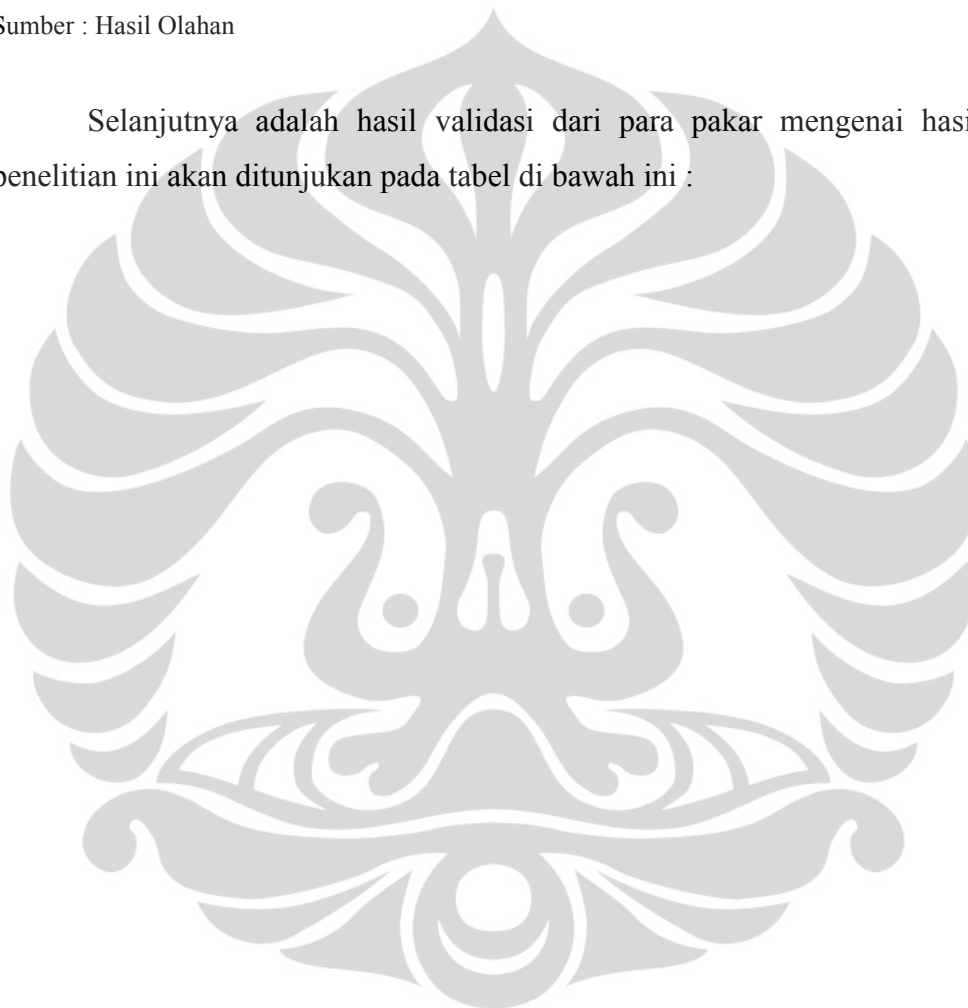 Sumber : Hasil Olahan
Selanjutnya adalah hasil validasi dari para pakar mengenai hasi
penelitian ini akan ditunjukan pada tabel di bawah ini :